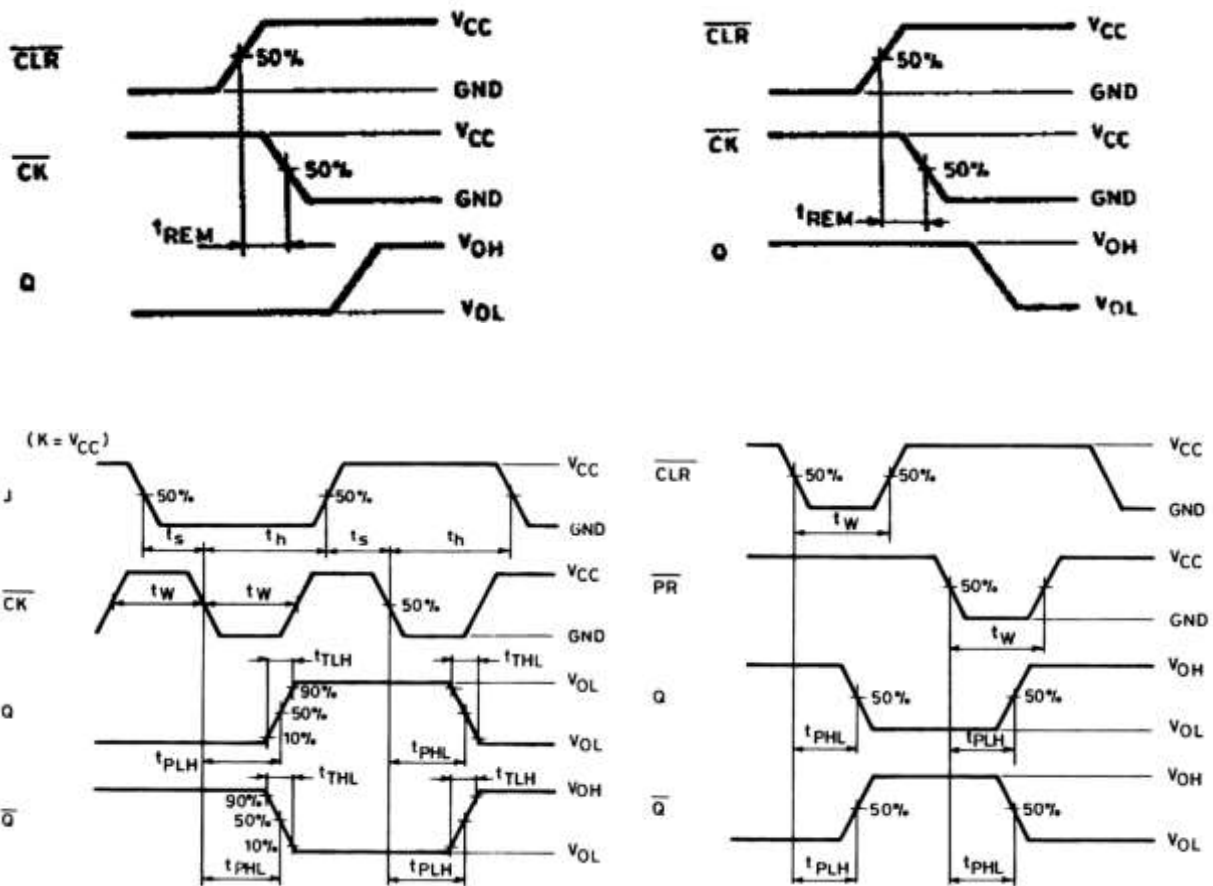 CLR
50%
VCC
GND
CK
50%
VCC
GND
tREM
Q
VOH
VOL
CLR
50%
VCC
GND
CK
50%
VCC
GND
tREM
Q
VOH
VOL
(K = VCC)
J
50%
50%
VCC
GND
ts
th
ts
th
CK
tW
tW
50%
VCC
GND
tTLH
tTHL
Q
90%
50%
10%
VOL
VOL
tPLH
tPHL
tTHL
tTLH
Q
90%
50%
10%
VOH
VOL
tPHL
tPLH
CLR
50%
50%
VCC
GND
tW
PR
50%
VCC
GND
tW
Q
50%
50%
VOH
VOL
tPHL
tPLH
Q
50%
50%
VOH
VOL
tPLH
tPHL